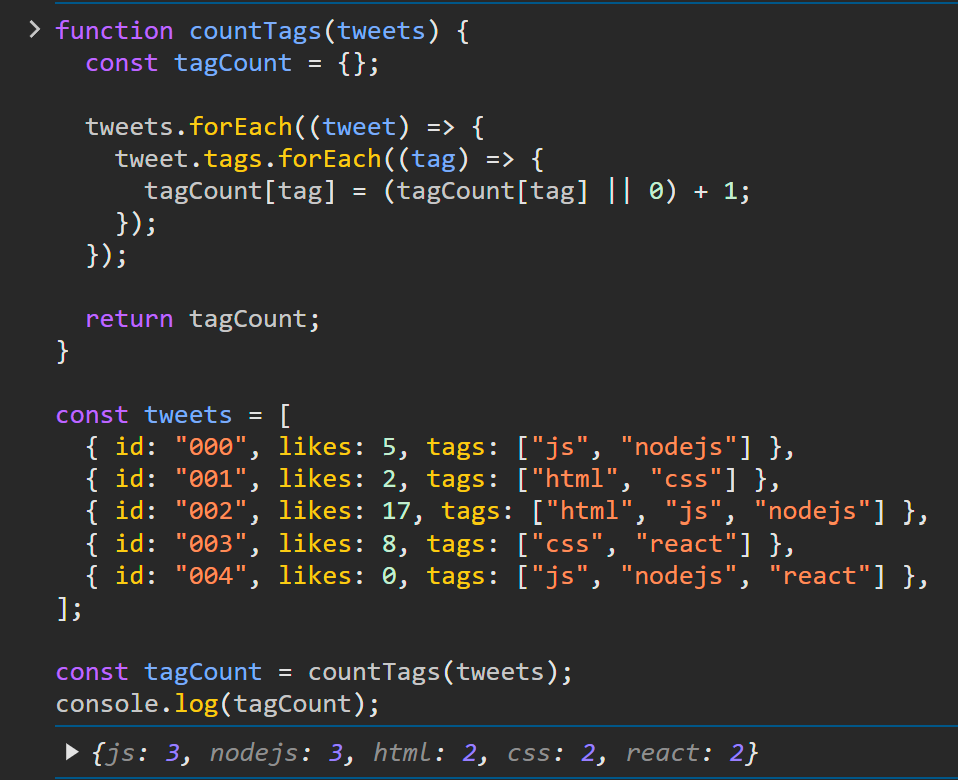 function countTags(tweets) {
  const tagCount = {};

  tweets.forEach((tweet) => {
    tweet.tags.forEach((tag) => {
      tagCount[tag] = (tagCount[tag] || 0) + 1;
    });
  });

  return tagCount;
}

const tweets = [
  { id: "000", likes: 5, tags: ["js", "nodejs"] },
  { id: "001", likes: 2, tags: ["html", "css"] },
  { id: "002", likes: 17, tags: ["html", "js", "nodejs"] },
  { id: "003", likes: 8, tags: ["css", "react"] },
  { id: "004", likes: 0, tags: ["js", "nodejs", "react"] },
];

const tagCount = countTags(tweets);
console.log(tagCount);
{js: 3, nodejs: 3, html: 2, css: 2, react: 2}